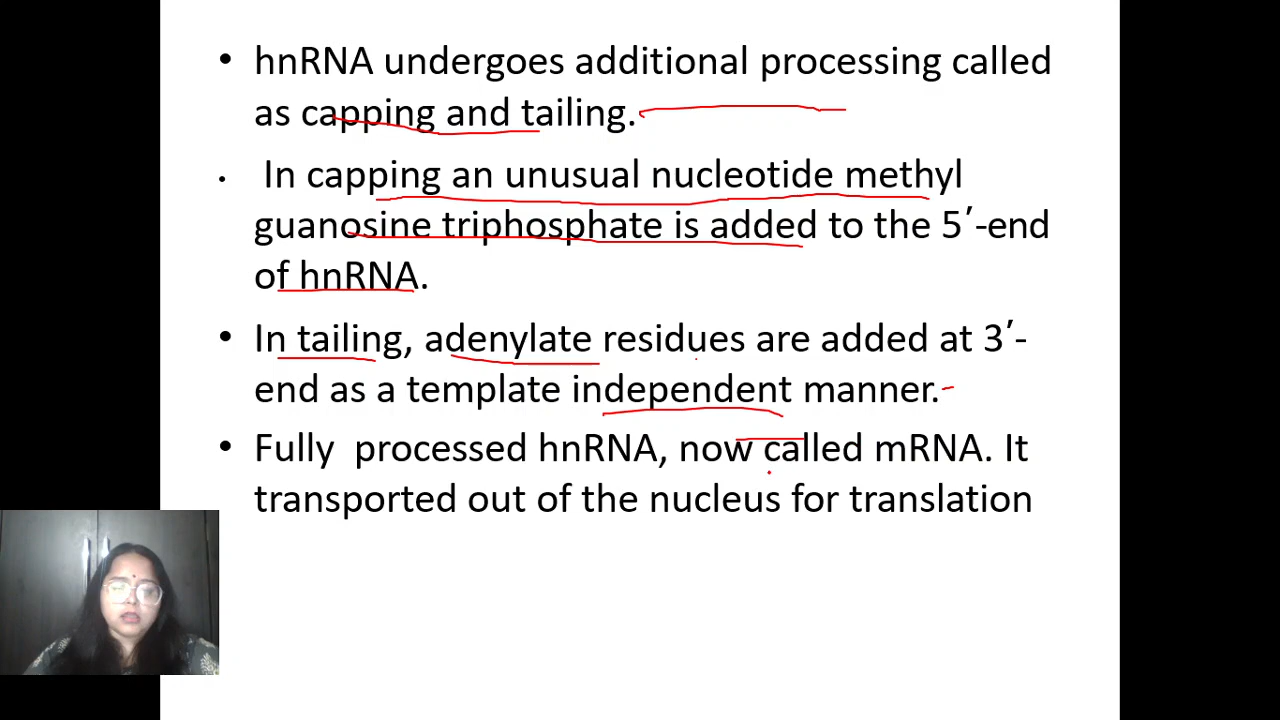 • hnRNA undergoes additional processing called
as capping and tailing.
• In capping an unusual nucleotide methyl
guanosine triphosphate is added to the 5′-end
of hnRNA.
• In tailing, adenylate residues are added at 3′-
end as a template independent manner.
• Fully processed hnRNA, now called mRNA. It
transported out of the nucleus for translation